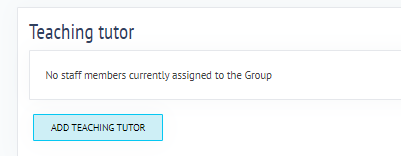 Teaching tutor
No staff members currently assigned to the Group
ADD TEACHING TUTOR